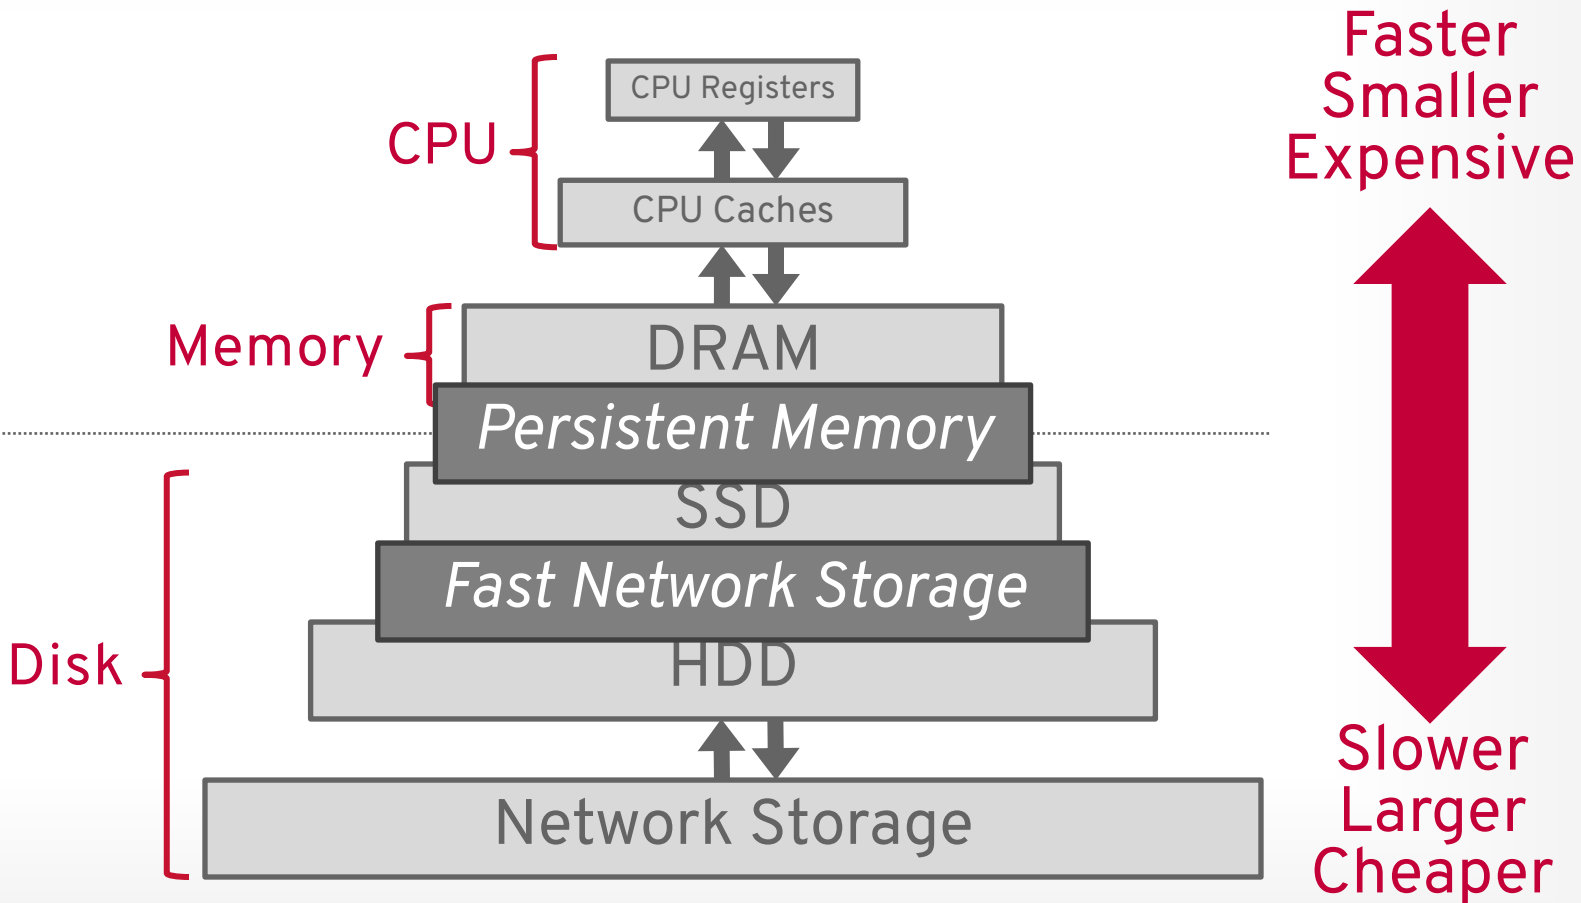 Faster
Smaller
Expensive
CPU Registers
CPU
CPU Caches
Memory
DRAM
Persistent Memory
SSD
Fast Network Storage
Disk
HDD
Network Storage
Slower
Larger
Cheaper